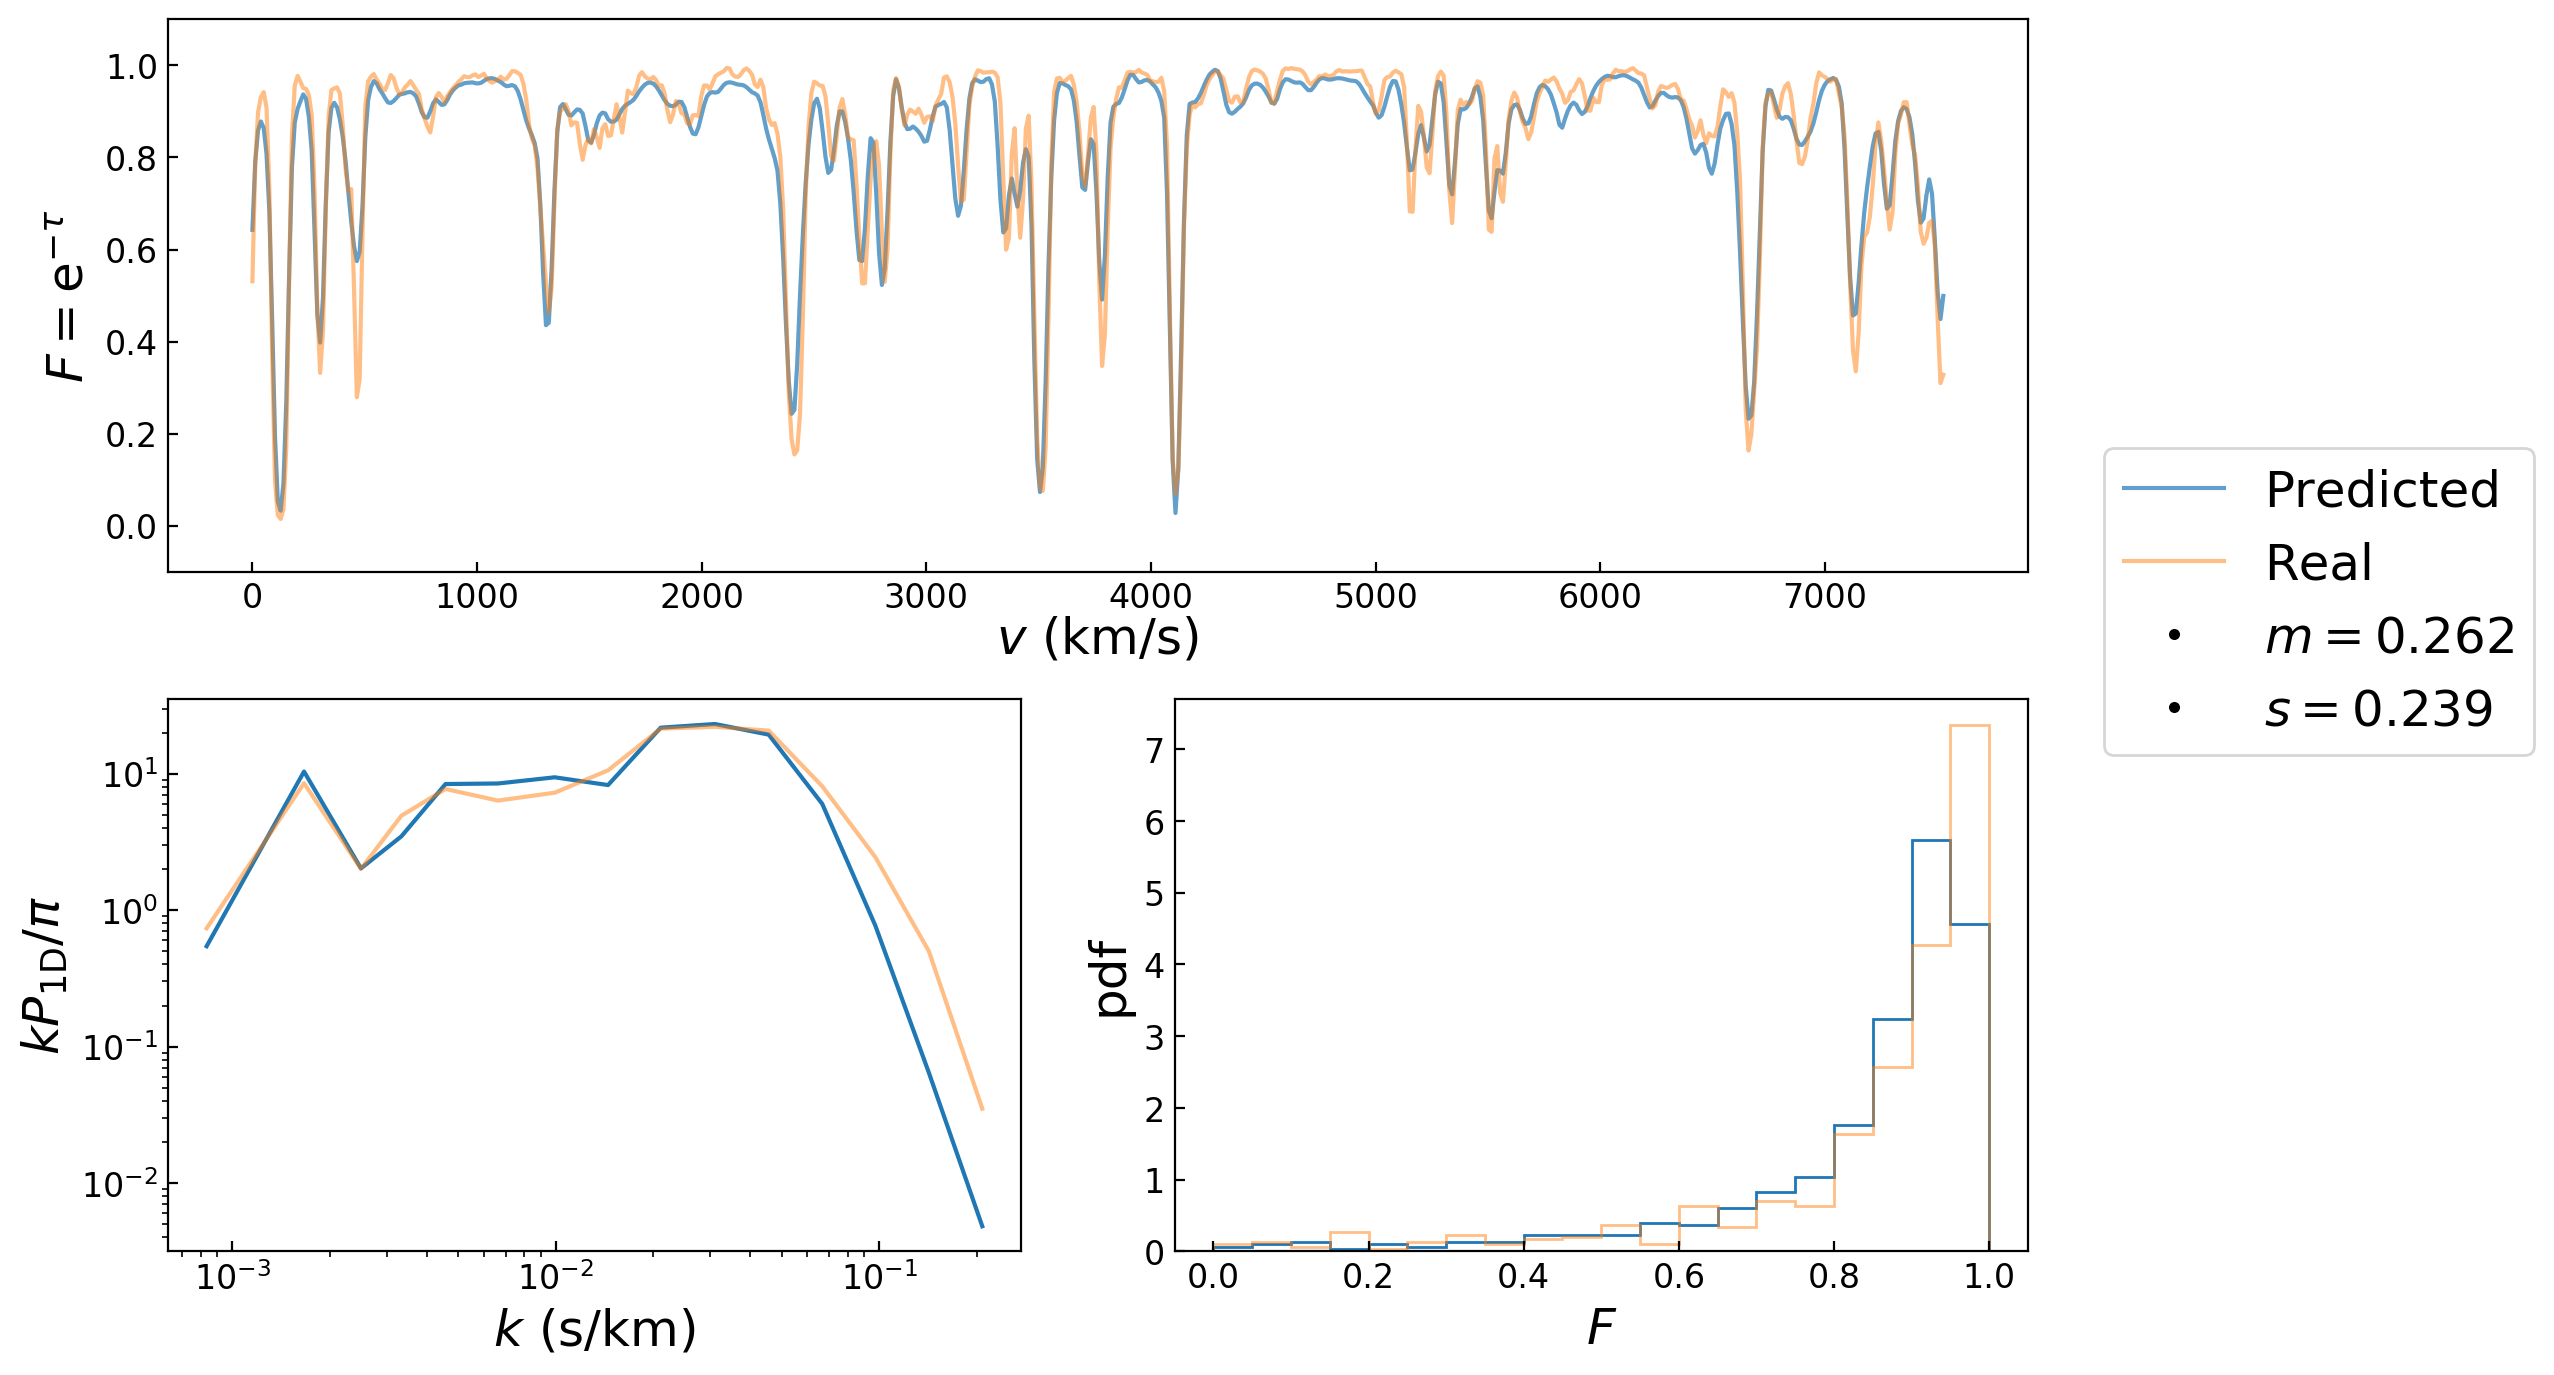 1.0
0.8
0.6
0.4
0.2
0.0
F = e^{−τ}
0 1000 2000 3000 4000 5000 6000 7000
v (km/s)
Predicted
Real
m = 0.262
s = 0.239
10^1
10^0
10^{−1}
10^{−2}
kP_{1D}/π
10^{−3} 10^{−2} 10^{−1}
k (s/km)
7
6
5
4
3
2
1
0
pdf
0.0 0.2 0.4 0.6 0.8 1.0
F